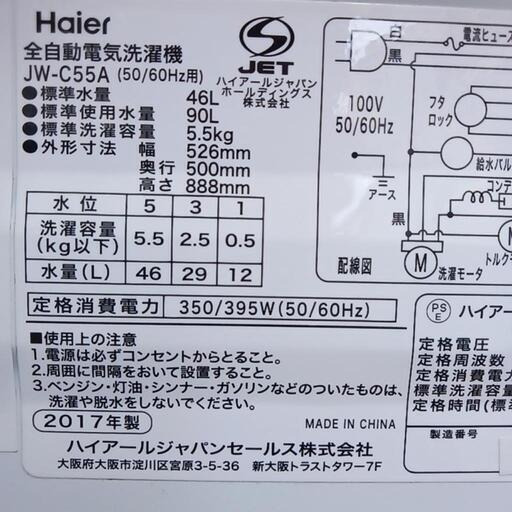 Haier
全自動電気洗濯機
JW-C55A (50/60Hz用)
●標準水量 46L
●標準使用水量 90L
●標準洗濯容量 5.5kg
●外形寸法 幅 526mm
奥行 500mm
高さ 888mm
S
JET
ハイアールジャパン
ホールディングス
株式会社
水位 5 3 1
洗濯容量(kg以下) 5.5 2.5 0.5
水量(L) 46 29 12
定格消費電力 350/395W(50/60Hz)
■使用上の注意
1.電源は必ずコンセントからとること。
2.周囲に間隔をおいて設置すること。
3.ベンジン・灯油・シンナー・ガソリンなどのついたものは、
洗濯や脱水をしないでください。
2017年製
MADE IN CHINA
ハイアールジャパンセールス株式会社
大阪府大阪市淀川区宮原3-5-36 新大阪トラストタワー7F
白
黒
電流ヒュース
100V
50/60Hz
フタ
ロック
給水バル
アース
コンデ
黒
M
洗濯モータ
M
トルクモ
配線図
PS
E
ハイアー
定格電圧
定格周波数
定格消費電力
標準洗濯容
定格時間(標準
製造番号